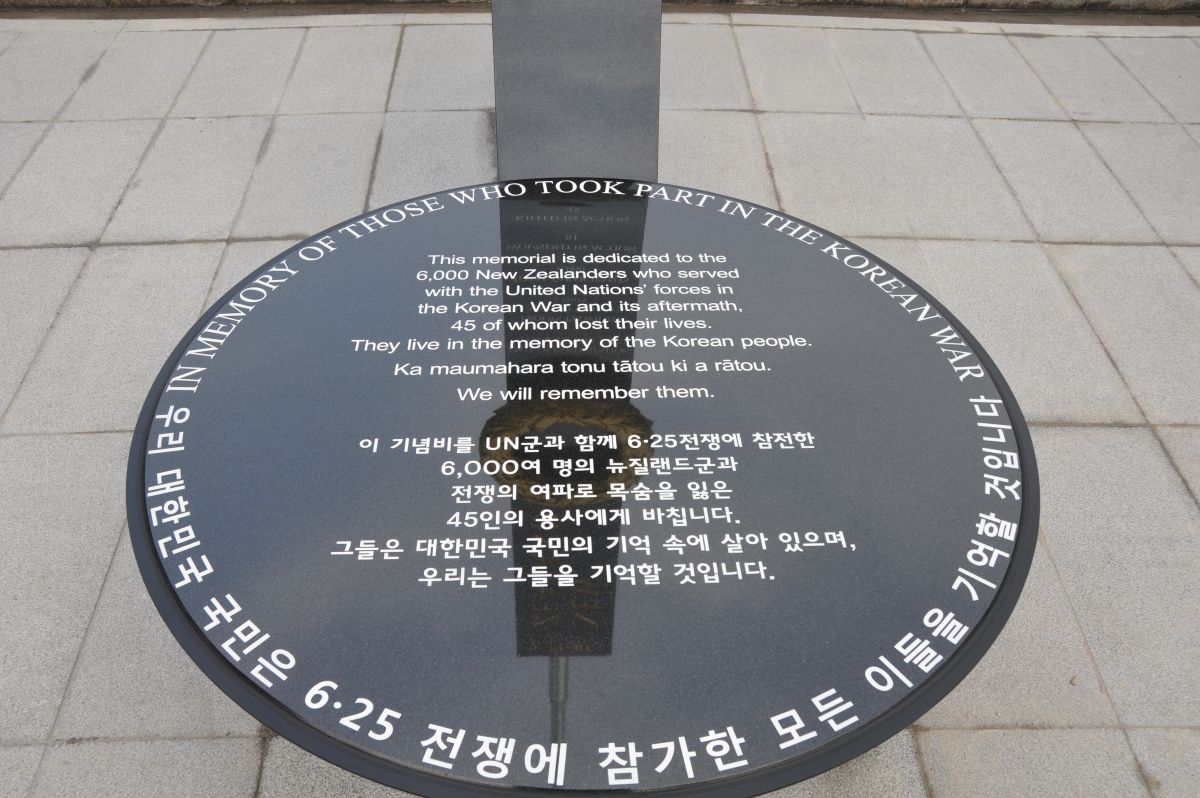 IN MEMORY OF THOSE WHO TOOK PART IN THE KOREAN WAR
This memorial is dedicated to the
6,000 New Zealanders who served
with the United Nations' forces in
the Korean War and its aftermath,
45 of whom lost their lives.
They live in the memory of the Korean people.
Ka maumahara tonu tātou ki a rātou.
We will remember them.
이 기념비를 UN군과 함께 6·25전쟁에 참전한
6,000여 명의 뉴질랜드군과
전쟁의 여파로 목숨을 잃은
45인의 용사에게 바칩니다.
그들은 대한민국 국민의 기억 속에 살아 있으며,
우리는 그들을 기억할 것입니다.
우리 대한민국 국민은 6·25 전쟁에 참가한 모든 이들을 기억할 것입니다
KILLED IN ACTION
WOUNDED IN ACTION